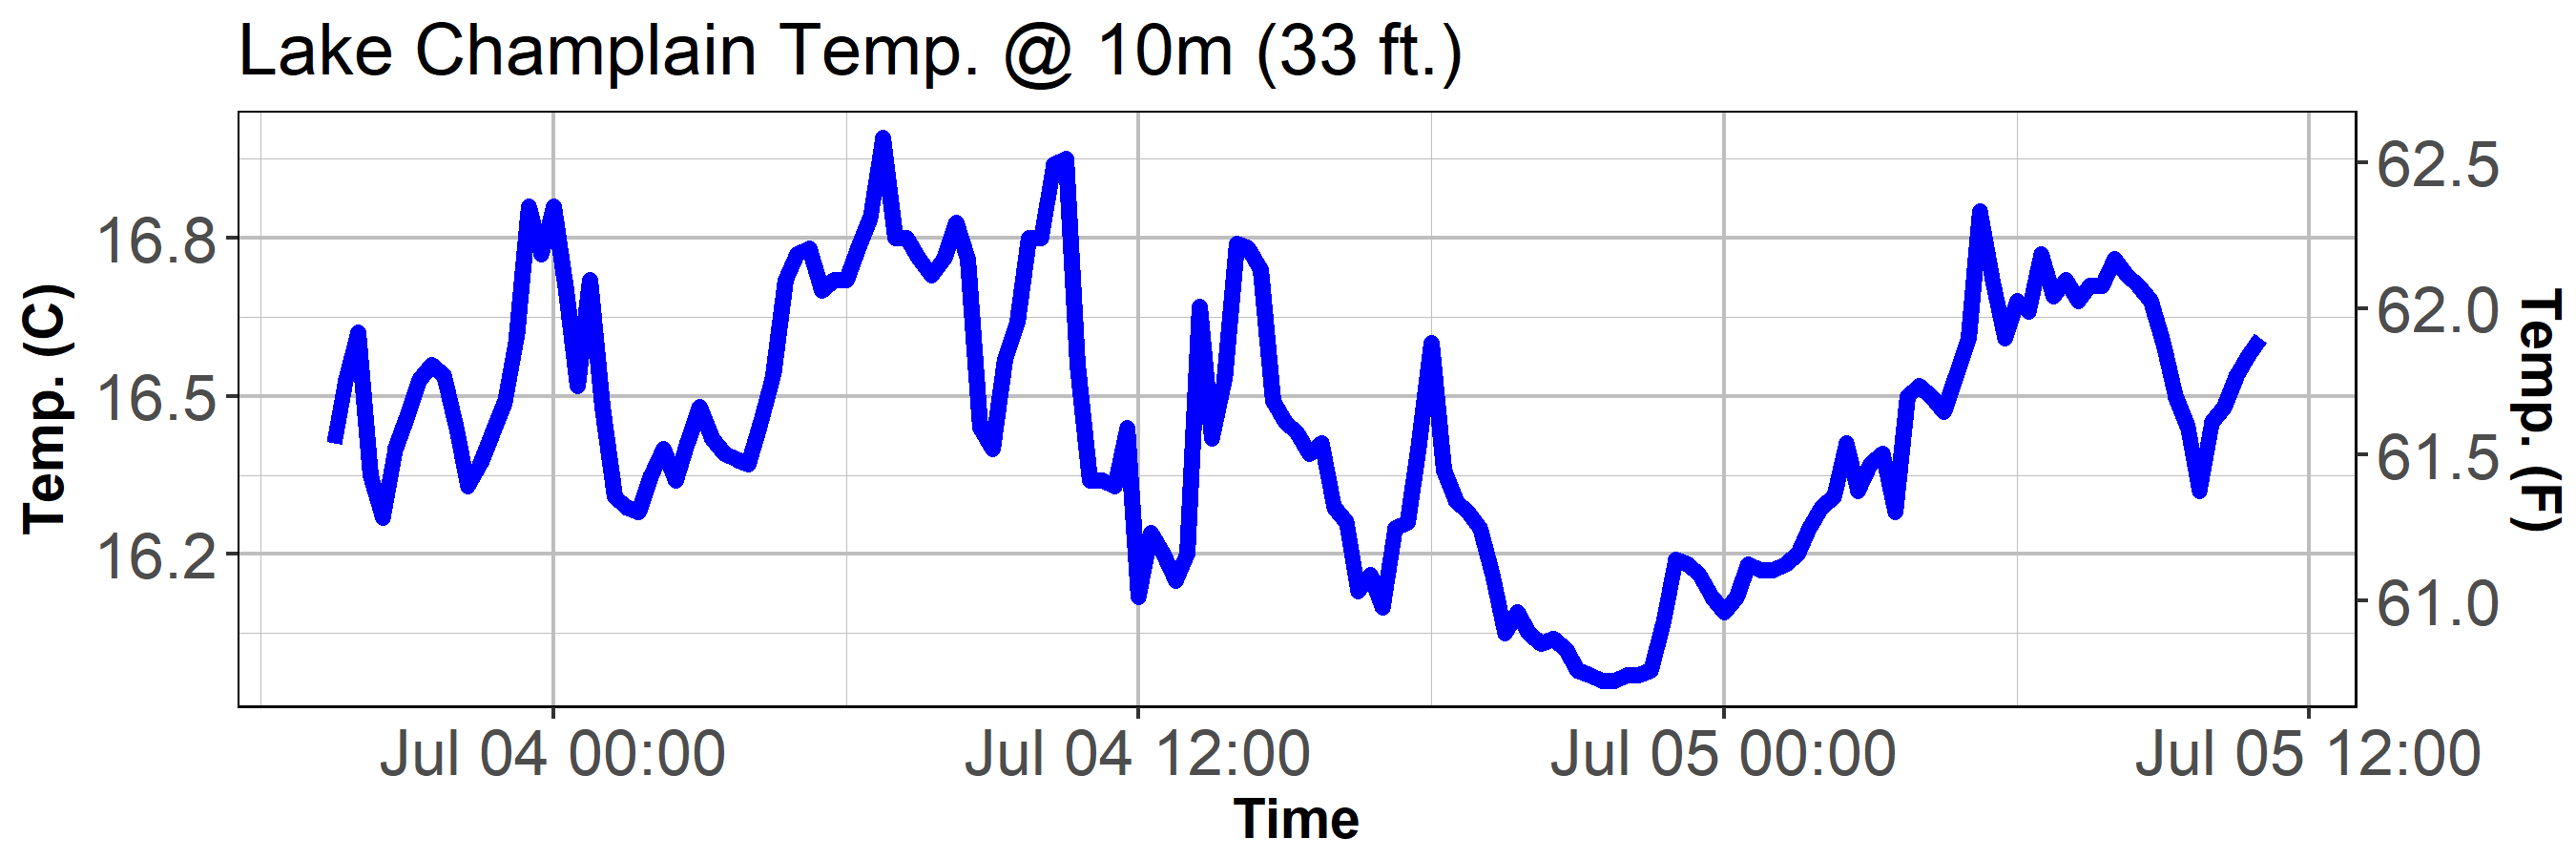 Lake Champlain Temp. @ 10m (33 ft.)
Temp. (C)
16.8
16.5
16.2
62.5
62.0
61.5
61.0
Temp. (F)
Jul 04 00:00
Jul 04 12:00
Jul 05 00:00
Jul 05 12:00
Time